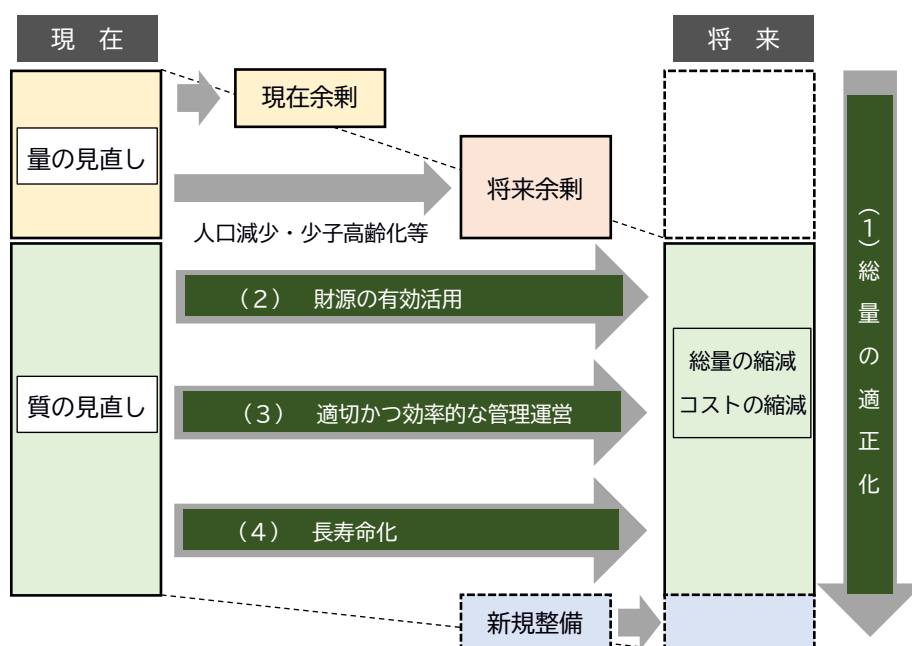 現 在
将 来
現在余剰
量の見直し
将来余剰
人口減少・少子高齢化等
(1)総量の適正化
(2) 財源の有効活用
総量の縮減
コストの縮減
質の見直し
(3) 適切かつ効率的な管理運営
(4) 長寿命化
新規整備